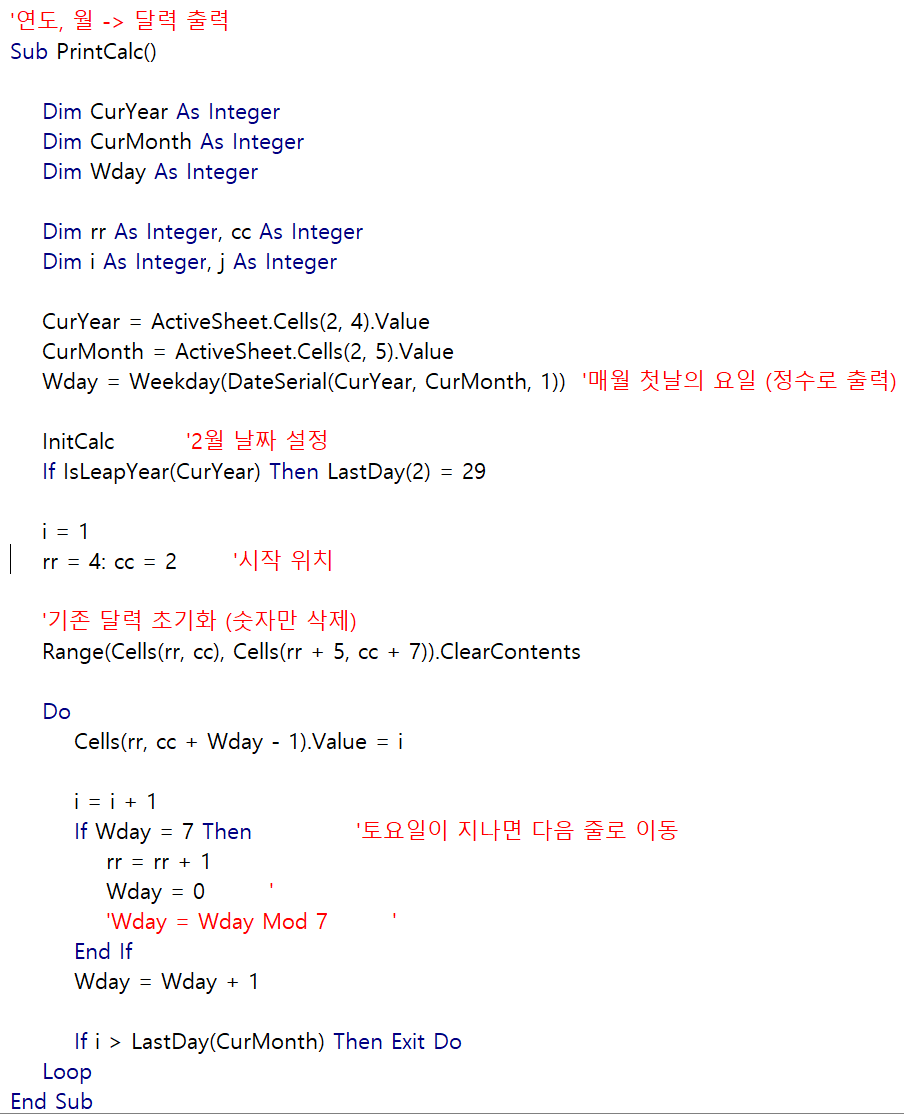 '연도, 월 -> 달력 출력
Sub PrintCalc()
Dim CurYear As Integer
Dim CurMonth As Integer
Dim Wday As Integer
Dim rr As Integer, cc As Integer
Dim i As Integer, j As Integer
CurYear = ActiveSheet.Cells(2, 4).Value
CurMonth = ActiveSheet.Cells(2, 5).Value
Wday = Weekday(DateSerial(CurYear, CurMonth, 1)) '매월 첫날의 요일 (정수로 출력)
InitCalc '2월 날짜 설정
If IsLeapYear(CurYear) Then LastDay(2) = 29
i = 1
rr = 4: cc = 2 '시작 위치
'기존 달력 초기화 (숫자만 삭제)
Range(Cells(rr, cc), Cells(rr + 5, cc + 7)).ClearContents
Do
Cells(rr, cc + Wday - 1).Value = i
i = i + 1
If Wday = 7 Then '토요일이 지나면 다음 줄로 이동
rr = rr + 1
Wday = 0 '
'Wday = Wday Mod 7 '
End If
Wday = Wday + 1
If i > LastDay(CurMonth) Then Exit Do
Loop
End Sub